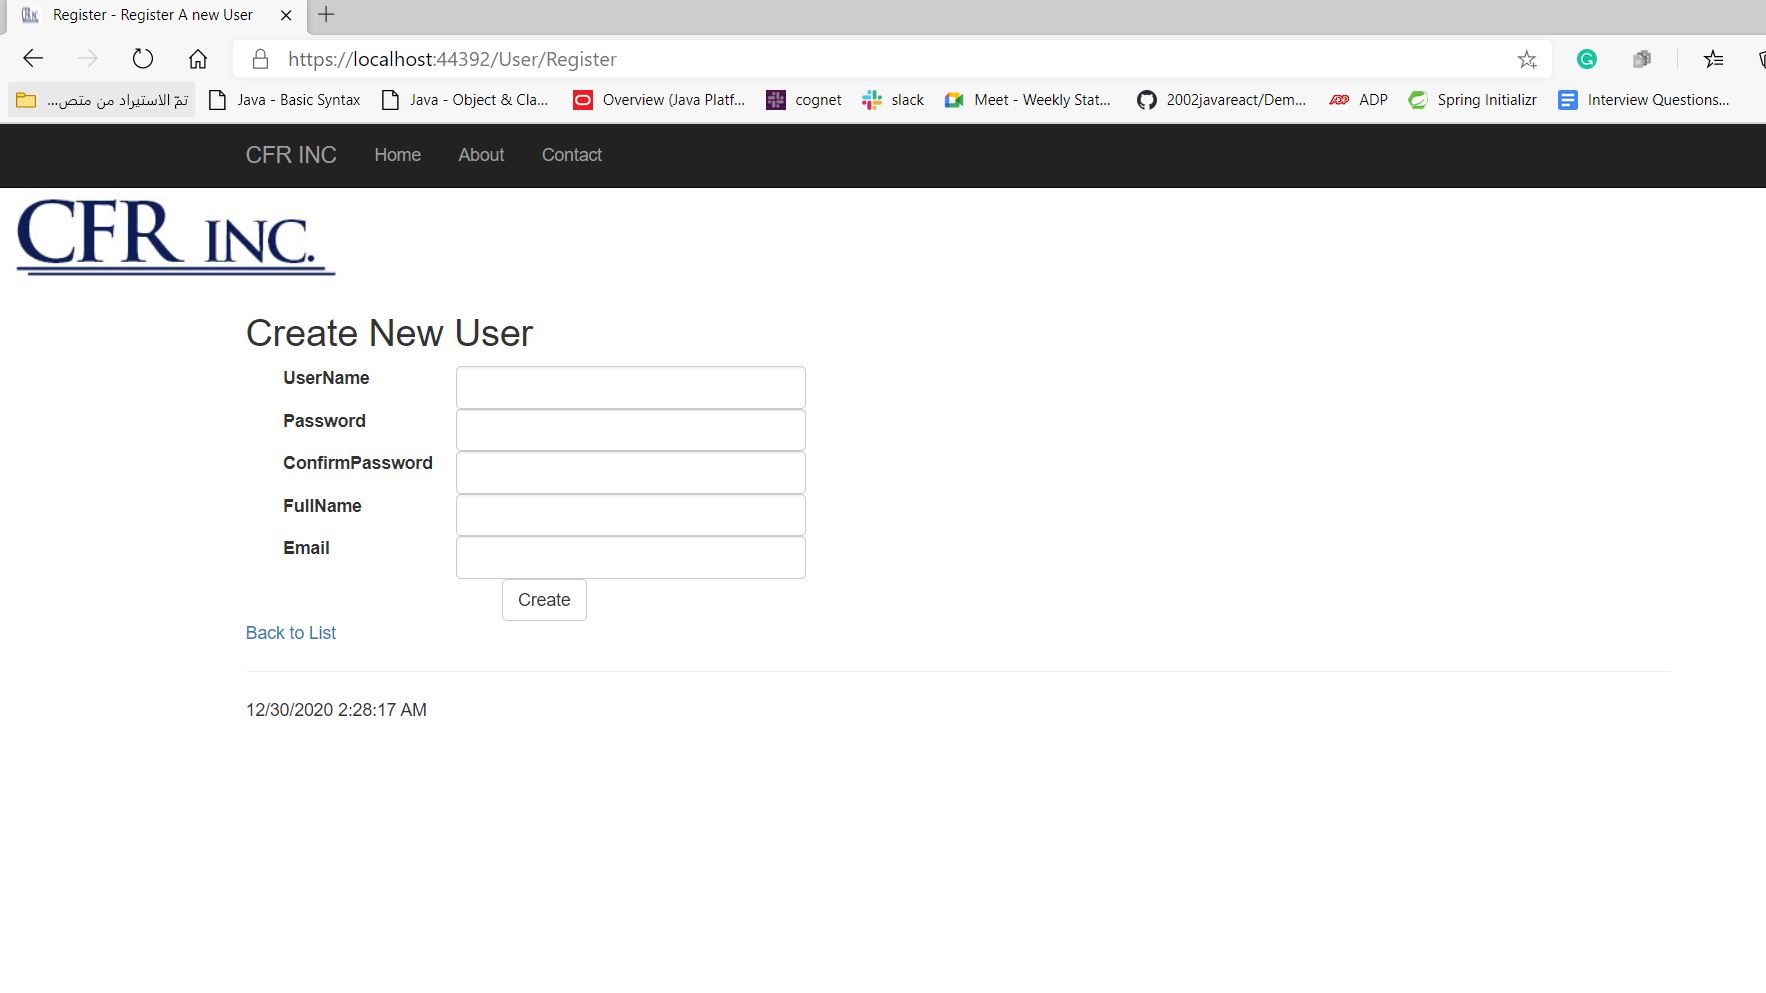 Register - Register A new User
https://localhost:44392/User/Register
تمّ الاستيراد من متص...
Java - Basic Syntax
Java - Object & Cla...
Overview (Java Platf...
cognet
slack
Meet - Weekly Stat...
2002javareact/Dem...
ADP
Spring Initializr
Interview Questions...
CFR INC
Home
About
Contact
CFR INC.
Create New User
UserName
Password
ConfirmPassword
FullName
Email
Create
Back to List
12/30/2020 2:28:17 AM